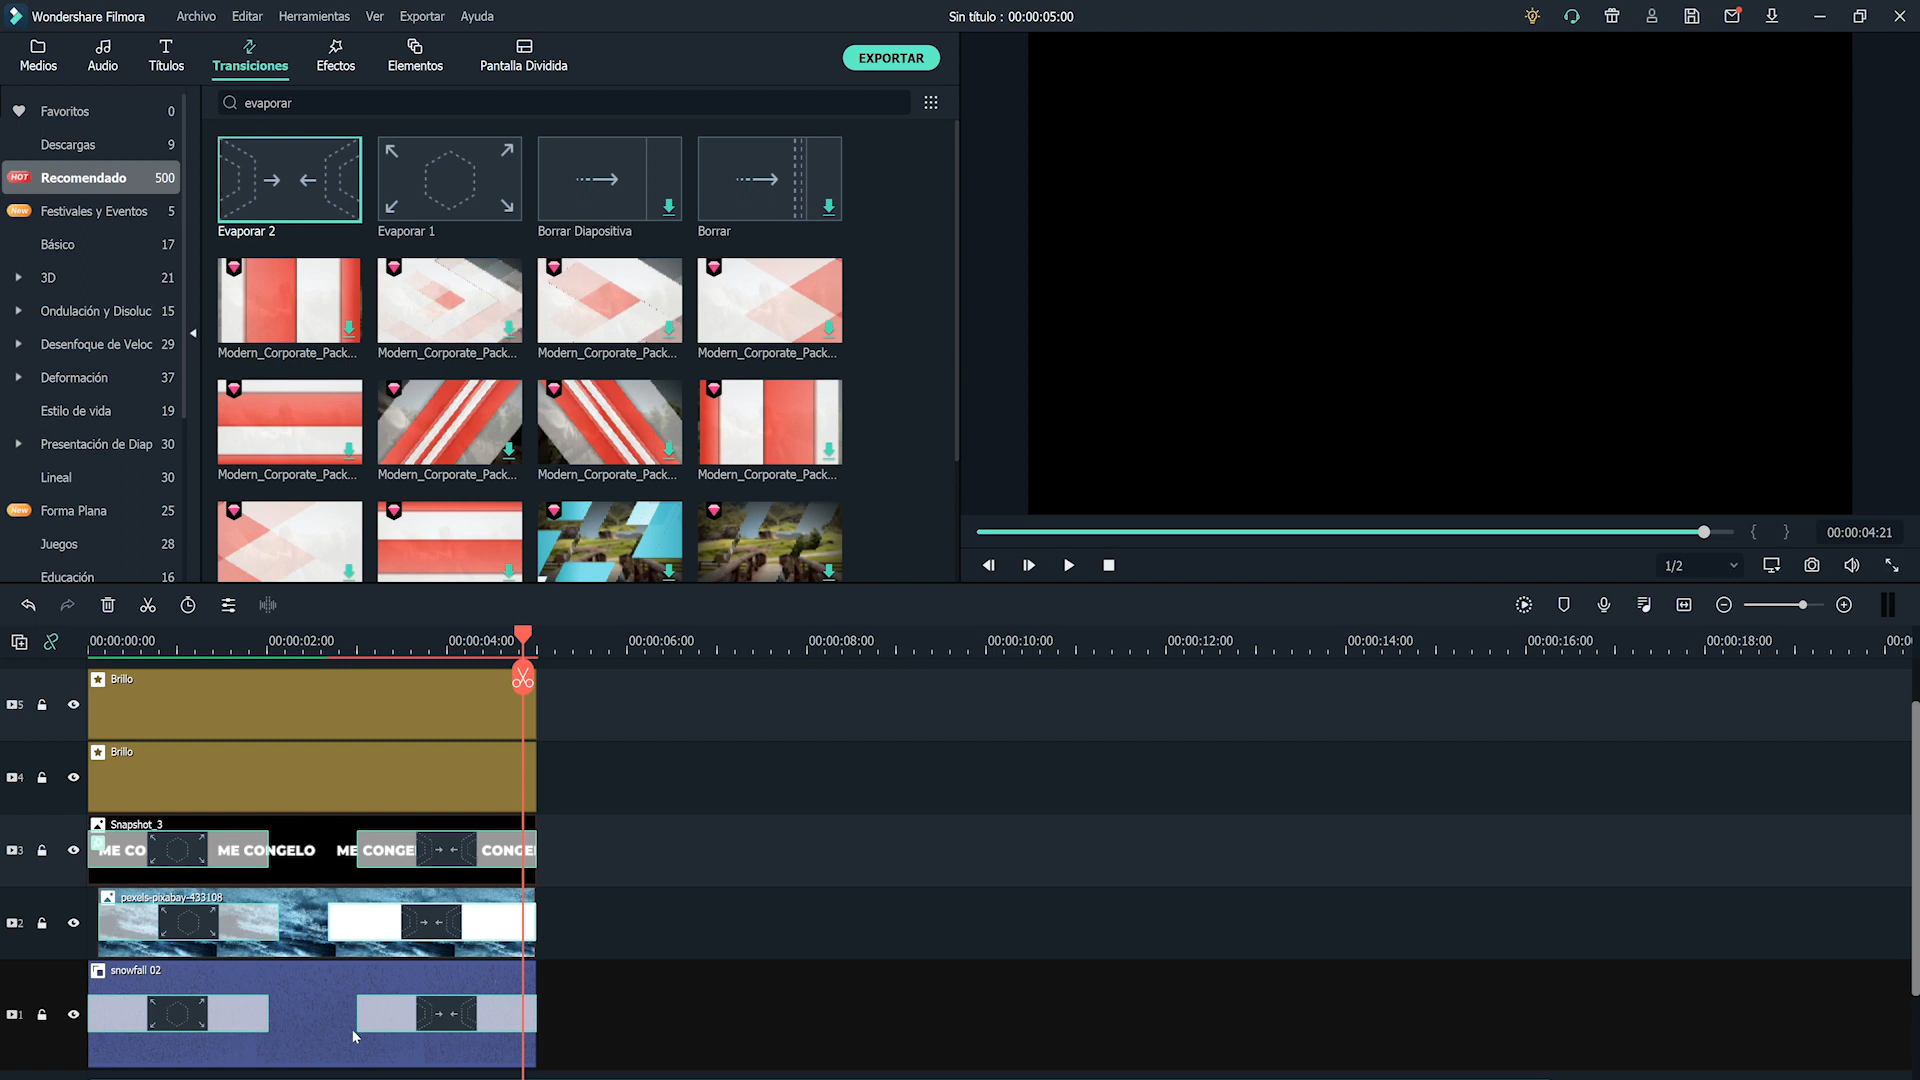 Wondershare Filmora Archivo Editar Herramientas Ver Exportar Ayuda Sin título : 00:00:05:00
Medios Audio Títulos Transiciones Efectos Elementos Pantalla Dividida EXPORTAR
Favoritos 0
Descargas 9
HOT Recomendado 500
New Festivales y Eventos 5
Básico 17
3D 21
Ondulación y Disoluc 15
Desenfoque de Veloc 29
Deformación 37
Estilo de vida 19
Presentación de Diap 30
Lineal 30
New Forma Plana 25
Juegos 28
Educación 16
evaporar
Evaporar 2 Evaporar 1 Borrar Diapositiva Borrar
Modern_Corporate_Pack... Modern_Corporate_Pack... Modern_Corporate_Pack... Modern_Corporate_Pack...
Modern_Corporate_Pack... Modern_Corporate_Pack... Modern_Corporate_Pack... Modern_Corporate_Pack...
{ } 00:00:04:21
1/2
00:00:00:00 00:00:02:00 00:00:04:00 00:00:06:00 00:00:08:00 00:00:10:00 00:00:12:00 00:00:14:00 00:00:16:00 00:00:18:00 00:0
5 Brillo
4 Brillo
Snapshot_3
3 ME CO ME CONGELO ME CONGE CONGE
pexels-pixabay-433108
2
snowfall 02
1